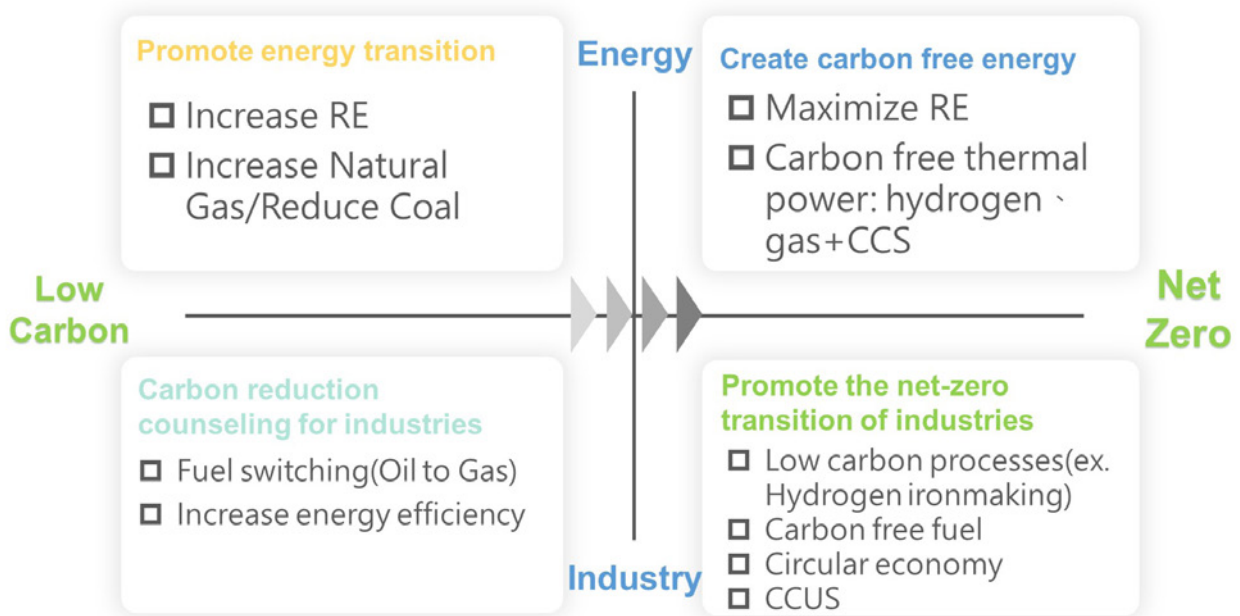 Promote energy transition
☐ Increase RE
☐ Increase Natural
Gas/Reduce Coal
Energy
Create carbon free energy
☐ Maximize RE
☐ Carbon free thermal
power: hydrogen、
gas+CCS
Low
Carbon
Net
Zero
Carbon reduction
counseling for industries
☐ Fuel switching(Oil to Gas)
☐ Increase energy efficiency
Industry
Promote the net-zero
transition of industries
☐ Low carbon processes(ex.
Hydrogen ironmaking)
☐ Carbon free fuel
☐ Circular economy
☐ CCUS